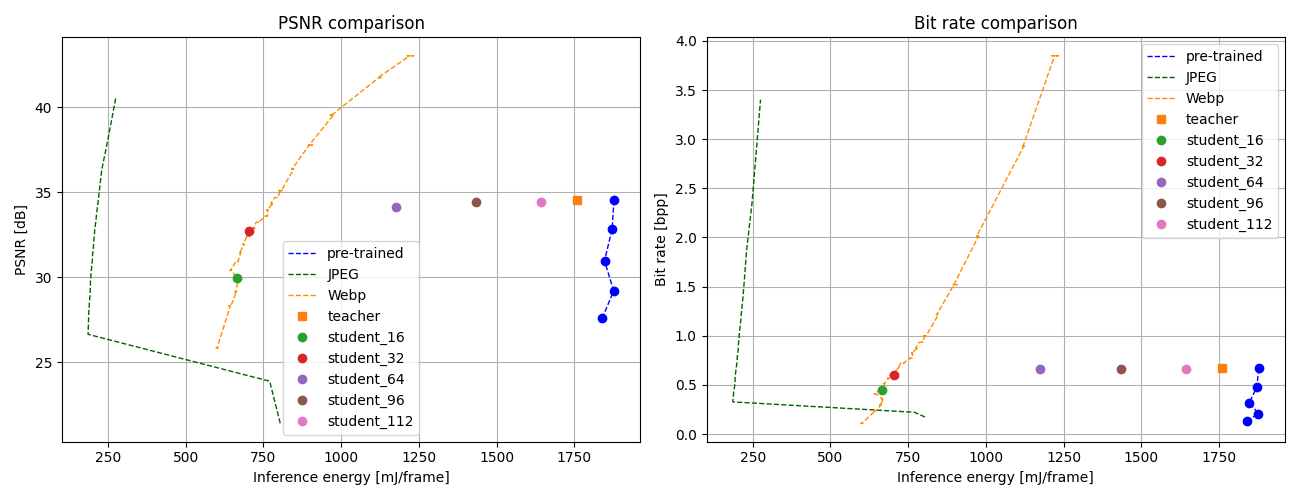 PSNR comparison
PSNR [dB]
40
35
30
25
250
500
750
1000
1250
1500
1750
Inference energy [mJ/frame]
pre-trained
JPEG
Webp
teacher
student_16
student_32
student_64
student_96
student_112
Bit rate comparison
Bit rate [bpp]
4.0
3.5
3.0
2.5
2.0
1.5
1.0
0.5
0.0
250
500
750
1000
1250
1500
1750
Inference energy [mJ/frame]
pre-trained
JPEG
Webp
teacher
student_16
student_32
student_64
student_96
student_112